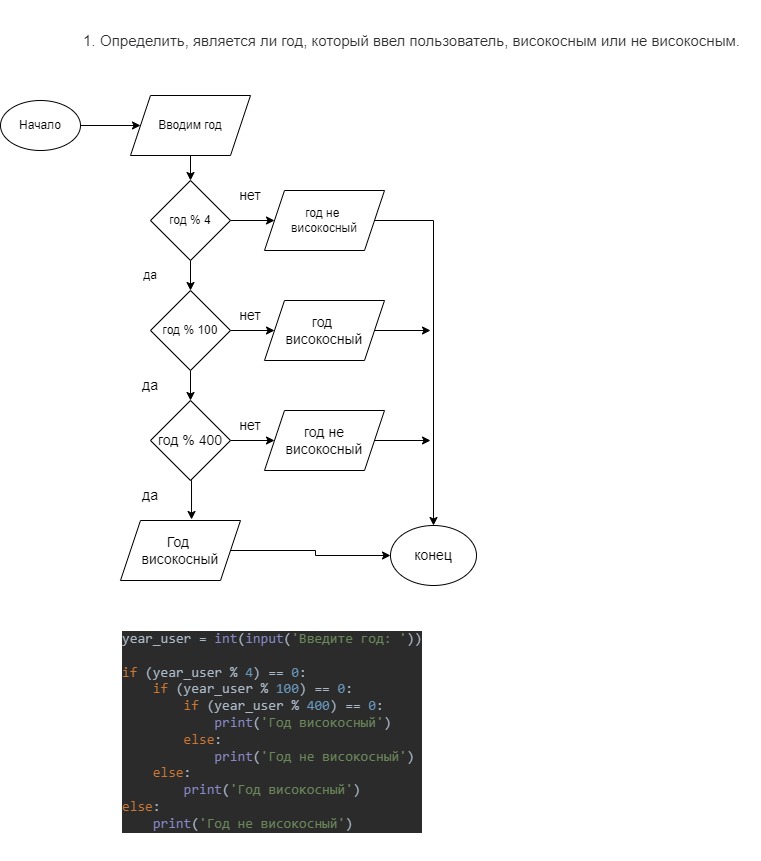 1. Определить, является ли год, который ввел пользователь, високосным или не високосным.
Начало
Вводим год
год % 4
нет
год не
високосный
да
год % 100
нет
год
високосный
да
год % 400
нет
год не
високосный
да
Год
високосный
конец
year_user = int(input('Введите год: '))
if (year_user % 4) == 0:
    if (year_user % 100) == 0:
        if (year_user % 400) == 0:
            print('Год високосный')
        else:
            print('Год не високосный')
    else:
        print('Год високосный')
else:
    print('Год не високосный')